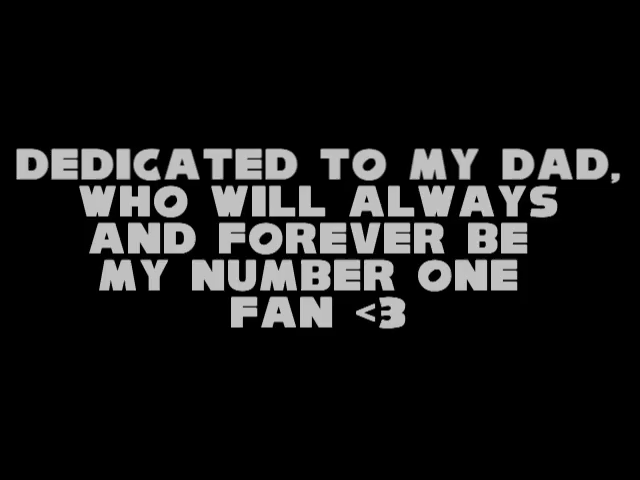 DEDICATED TO MY DAD,
WHO WILL ALWAYS
AND FOREVER BE
MY NUMBER ONE
FAN <3